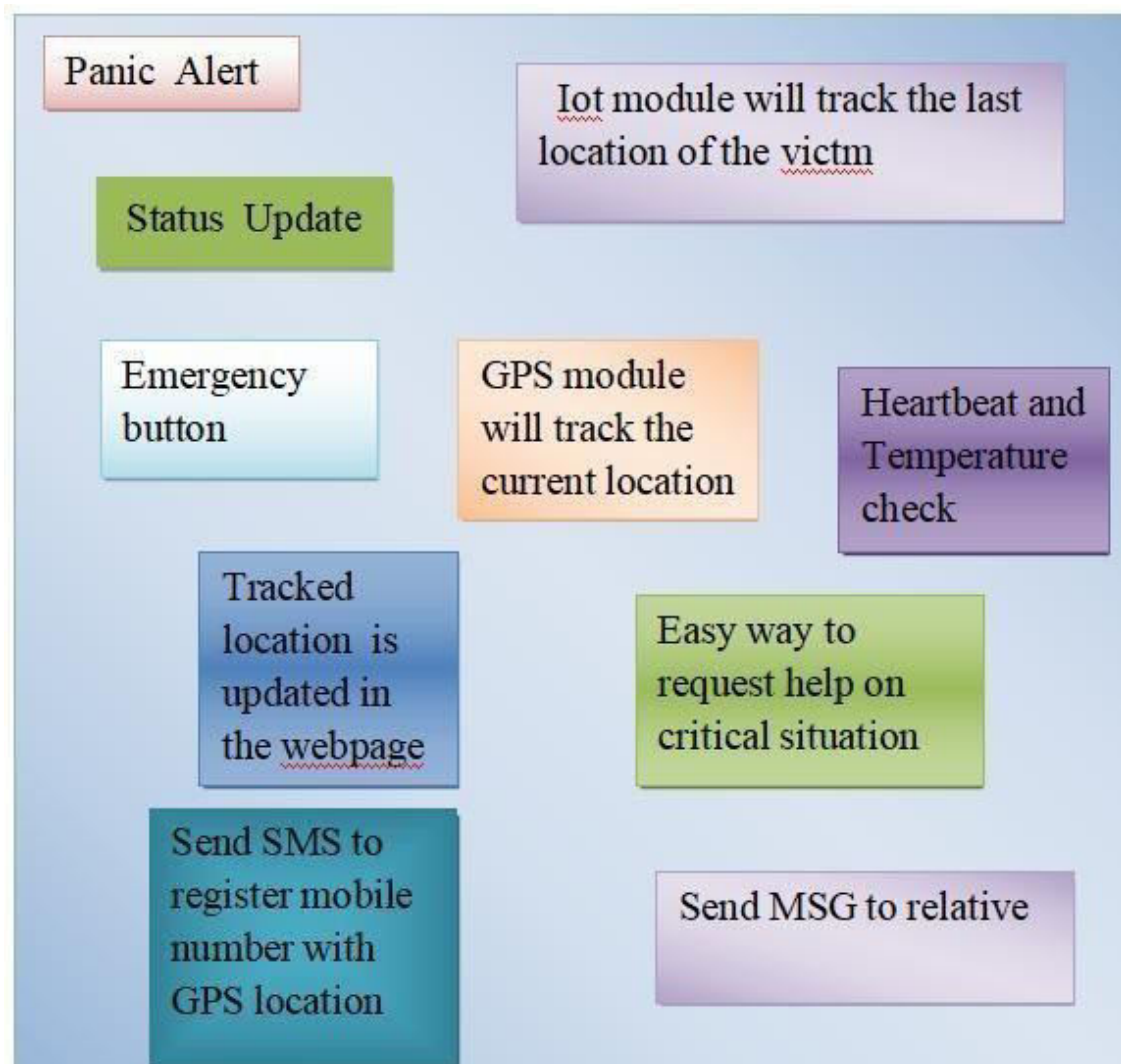 Panic Alert
Iot module will track the last
location of the victm
Status Update
Emergency
button
GPS module
will track the
current location
Heartbeat and
Temperature
check
Tracked
location is
updated in
the webpage
Easy way to
request help on
critical situation
Send SMS to
register mobile
number with
GPS location
Send MSG to relative